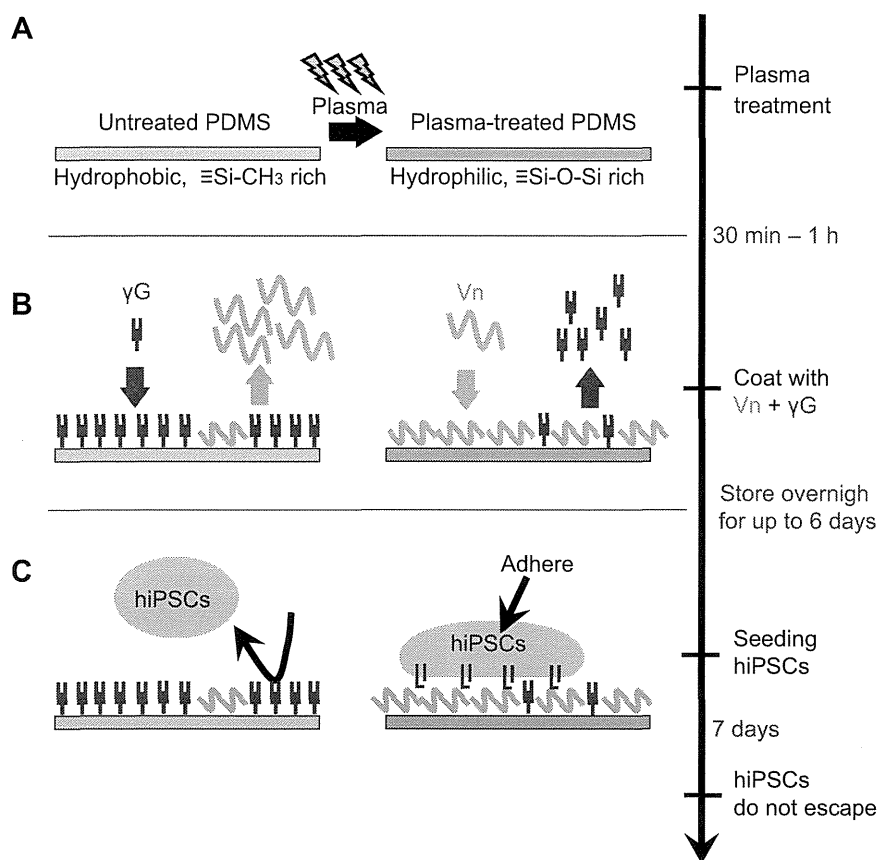 A
Plasma
Untreated PDMS
Plasma-treated PDMS
Hydrophobic, ≡Si-CH3 rich
Hydrophilic, ≡Si-O-Si rich
Plasma
treatment
30 min – 1 h
B
γG
Vn
Coat with
Vn + γG
Store overnigh
for up to 6 days
C
hiPSCs
Adhere
hiPSCs
Seeding
hiPSCs
7 days
hiPSCs
do not escape